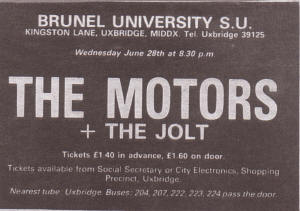 BRUNEL UNIVERSITY S.U.
KINGSTON LANE, UXBRIDGE, MIDDX. Tel. Uxbridge 39125
Wednesday June 28th at 8.30 p.m
THE MOTORS
+ THE JOLT
Tickets £1.40 in advance, £1.60 on door.
Tickets available from Social Secretary or City Electronics, Shopping
Precinct, Uxbridge.
Nearest tube: Uxbridge. Buses: 204, 207, 222, 223, 224 pass the door.